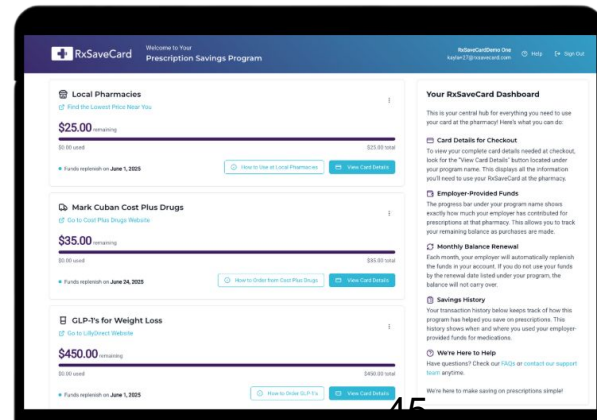 RxSaveCard
Welcome to Your
Prescription Savings Program
RxSaveCardDemo One
kaylan27@rxsavecard.com
Help
Sign Out
Local Pharmacies
Find the Lowest Price Near You
$25.00 remaining
$0.00 used
$25.00 total
Funds replenish on June 1, 2025
How to Use at Local Pharmacies
View Card Details
Mark Cuban Cost Plus Drugs
Go to Cost Plus Drugs Website
$35.00 remaining
$0.00 used
$35.00 total
Funds replenish on June 24, 2025
How to Order from Cost Plus Drugs
View Card Details
GLP-1's for Weight Loss
Go to LillyDirect Website
$450.00 remaining
$0.00 used
$450.00 total
Funds replenish on June 1, 2025
How to Order GLP-1's
View Card Details
Your RxSaveCard Dashboard
This is your central hub for everything you need to use
your card at the pharmacy! Here's what you can do:
Card Details for Checkout
To view your complete card details needed at checkout,
look for the "View Card Details" button located under
your program name. This displays all the information
you'll need to use your RxSaveCard at the pharmacy.
Employer-Provided Funds
The progress bar under your program name shows
exactly how much your employer has contributed for
prescriptions at that pharmacy. This allows you to track
your remaining balance as purchases are made.
Monthly Balance Renewal
Each month, your employer will automatically replenish
the funds in your account. If you do not use your funds
by the renewal date listed under your program, the
balance will not carry over.
Savings History
Your transaction history below keeps track of how this
program has helped you save on prescriptions. This
history shows when and where you used your employer-
provided funds for medications.
We're Here to Help
Have questions? Check our FAQs or contact our support
team anytime.
We're here to make saving on prescriptions simple!
45